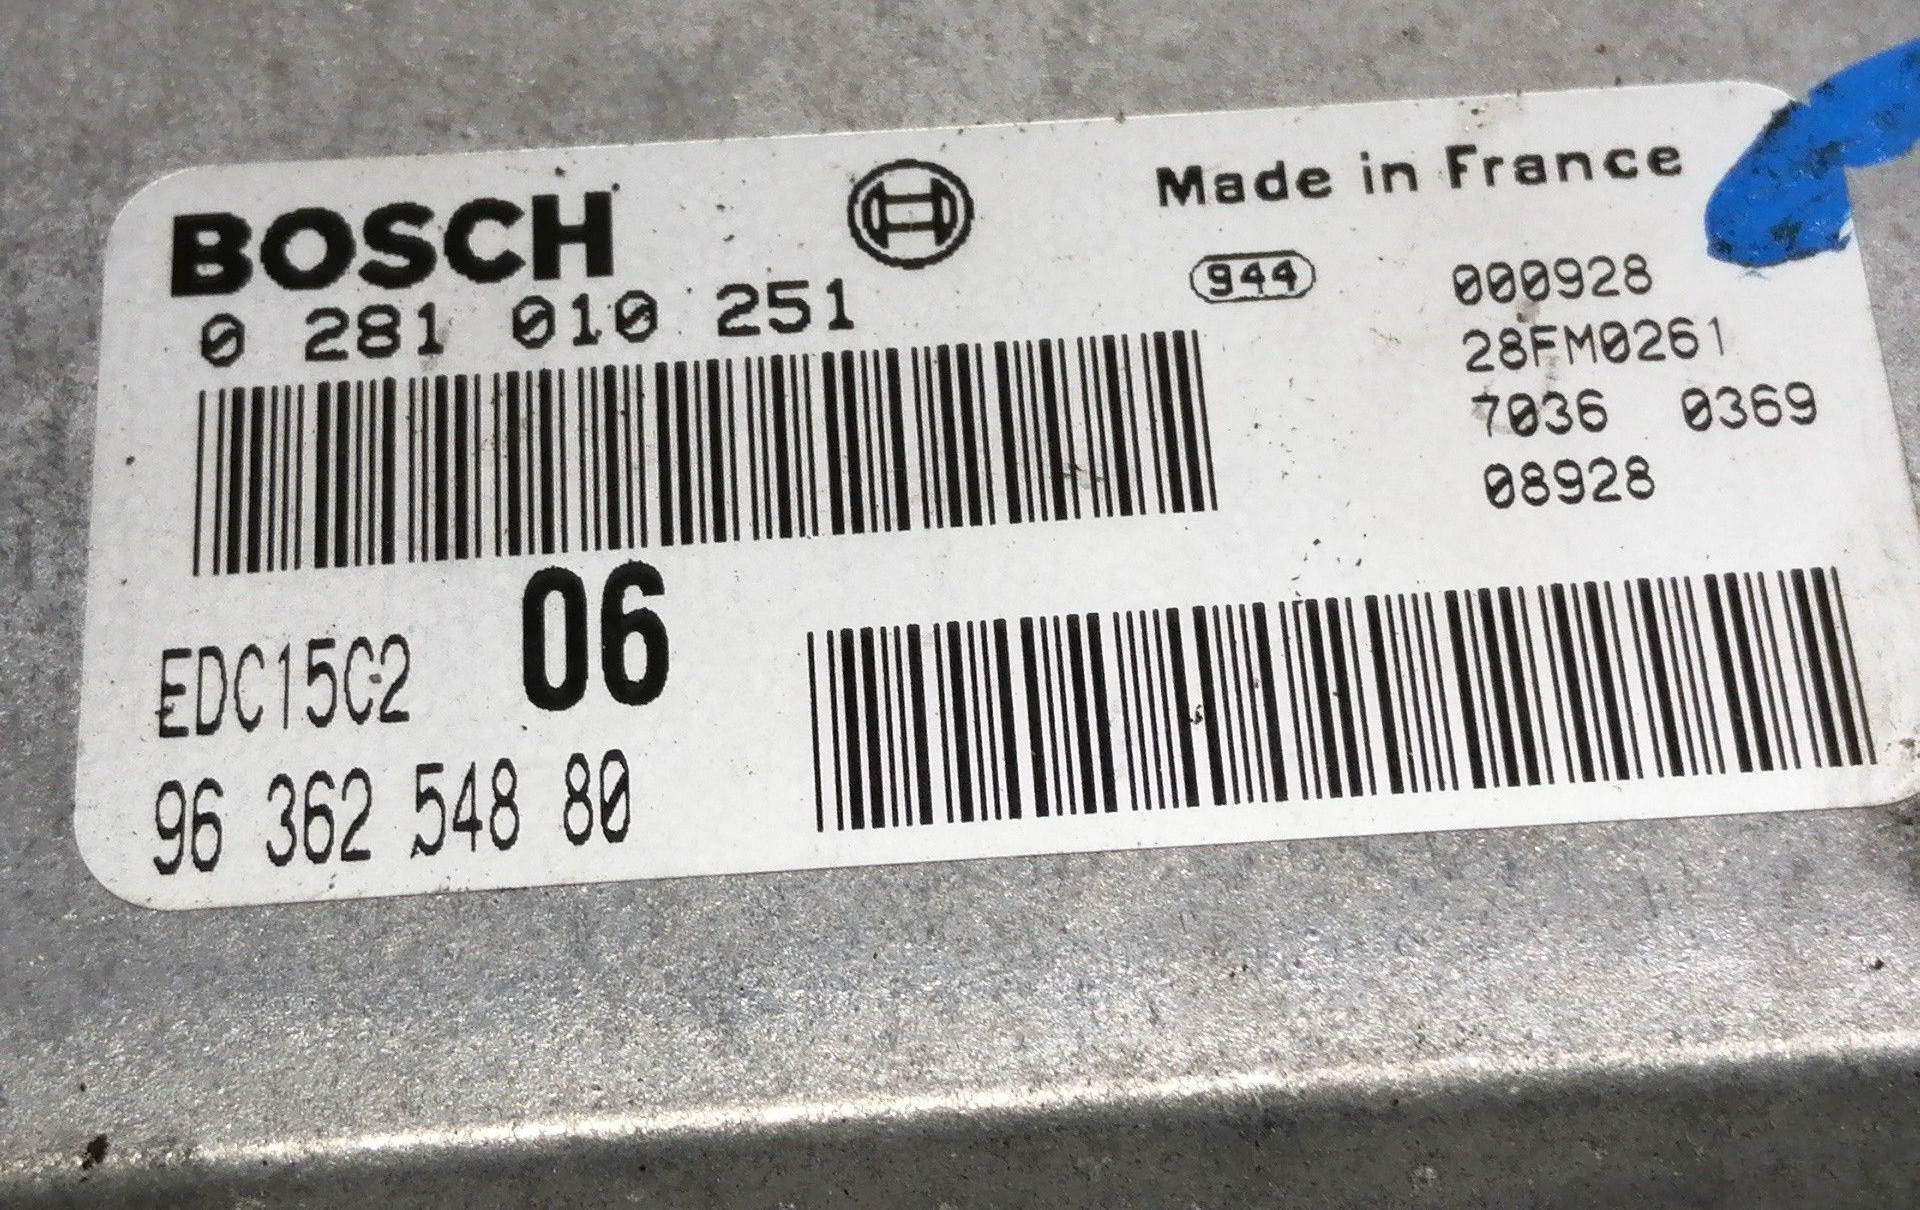 BOSCH
Made in France
0 281 010 251
944
000928
28FM0261
7036 0369
08928
EDC15C2 06
96 362 548 80